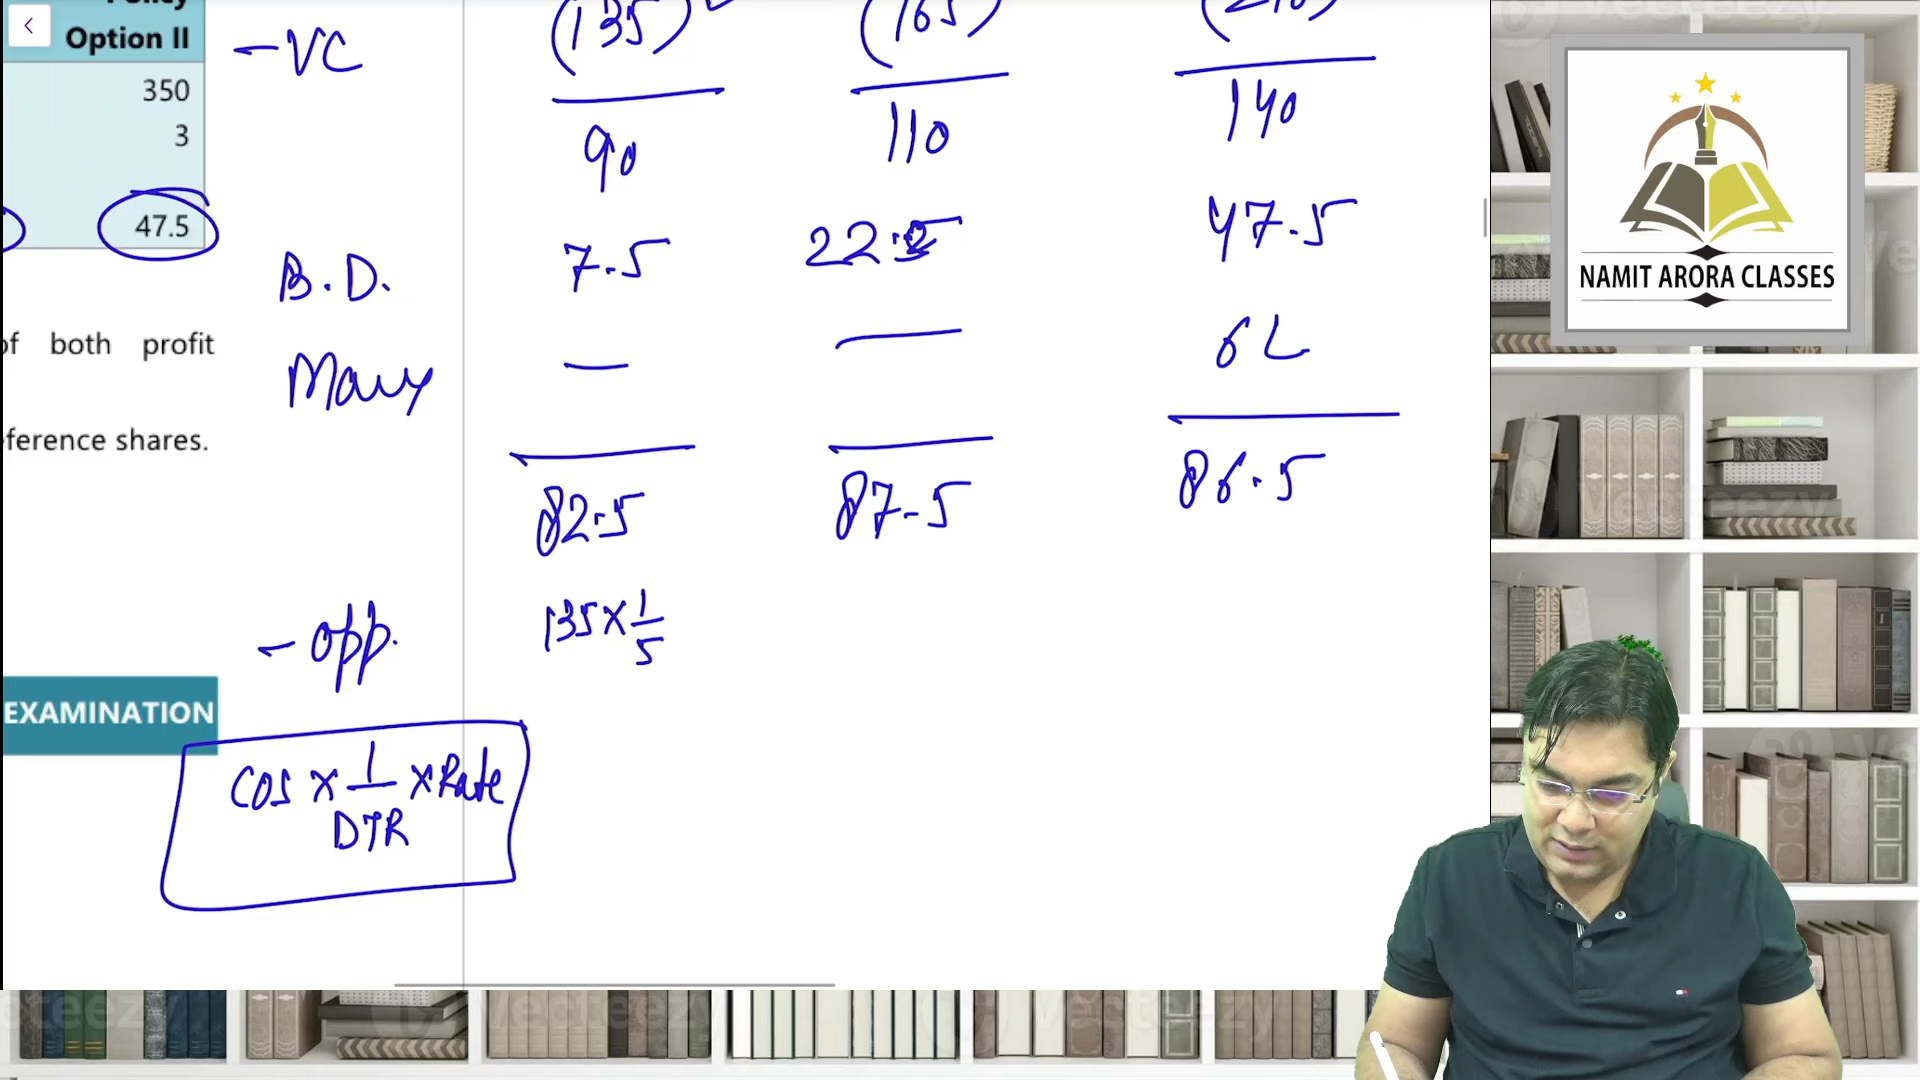 Option II
350
3
47.5
of both profit
ference shares.
EXAMINATION
- VC
(135)
(165)
90
110
140
B.D.
7.5
22.5
47.5
-
-
6L
82.5
87.5
86.5
- Opp.
135 x 1/5
COS x 1/DTR x Rate
NAMIT ARORA CLASSES